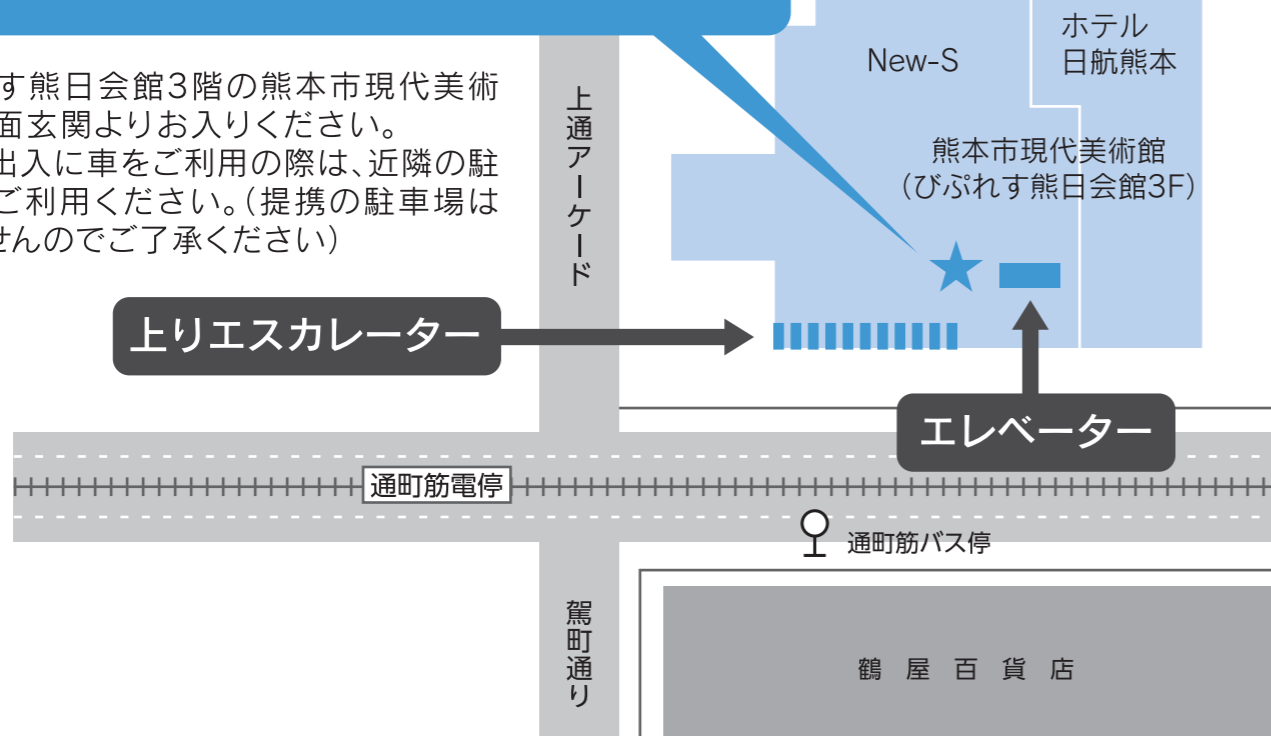 す熊日会館3階の熊本市現代美術
面玄関よりお入りください。
出入に車をご利用の際は、近隣の駐
ご利用ください。（提携の駐車場は
せんのでご了承ください）
上通アーケード
New-S
ホテル
日航熊本
熊本市現代美術館
（びぷれす熊日会館3F）
上りエスカレーター
エレベーター
通町筋電停
通町筋バス停
駕町通り
鶴屋百貨店